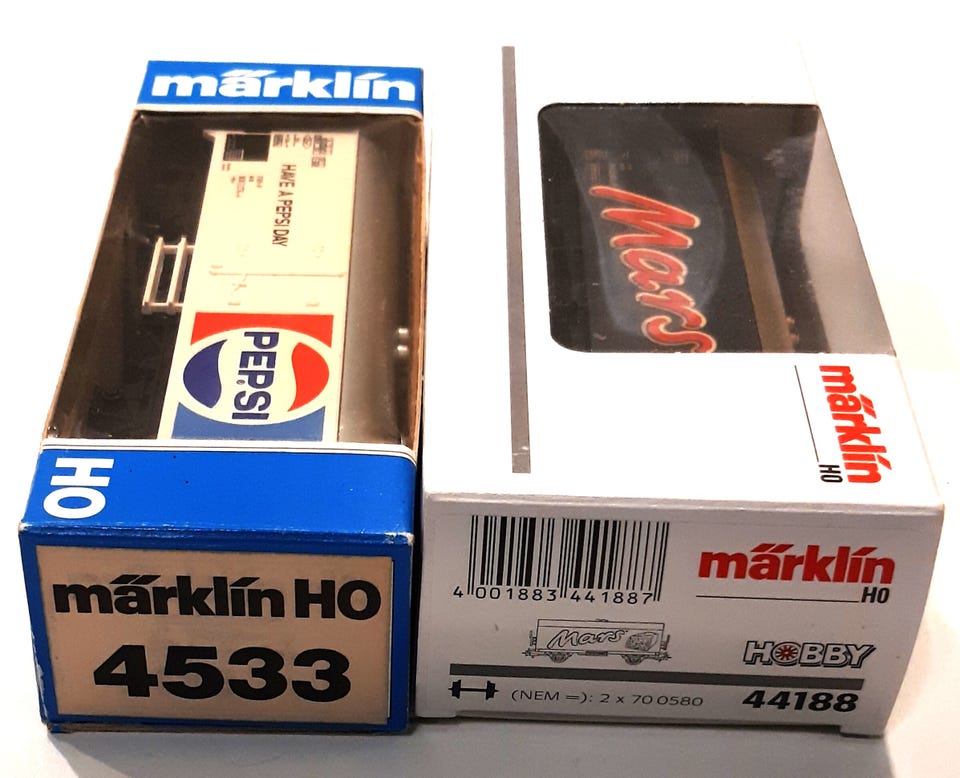 märklin
HAVE A PEPSI DAY
PEPSI
HO
märklin HO
4533
Mars
märklin
HO
4 001883 441887
märklin
HO
Mars
HOBBY
(NEM =): 2 x 70 0580
44188